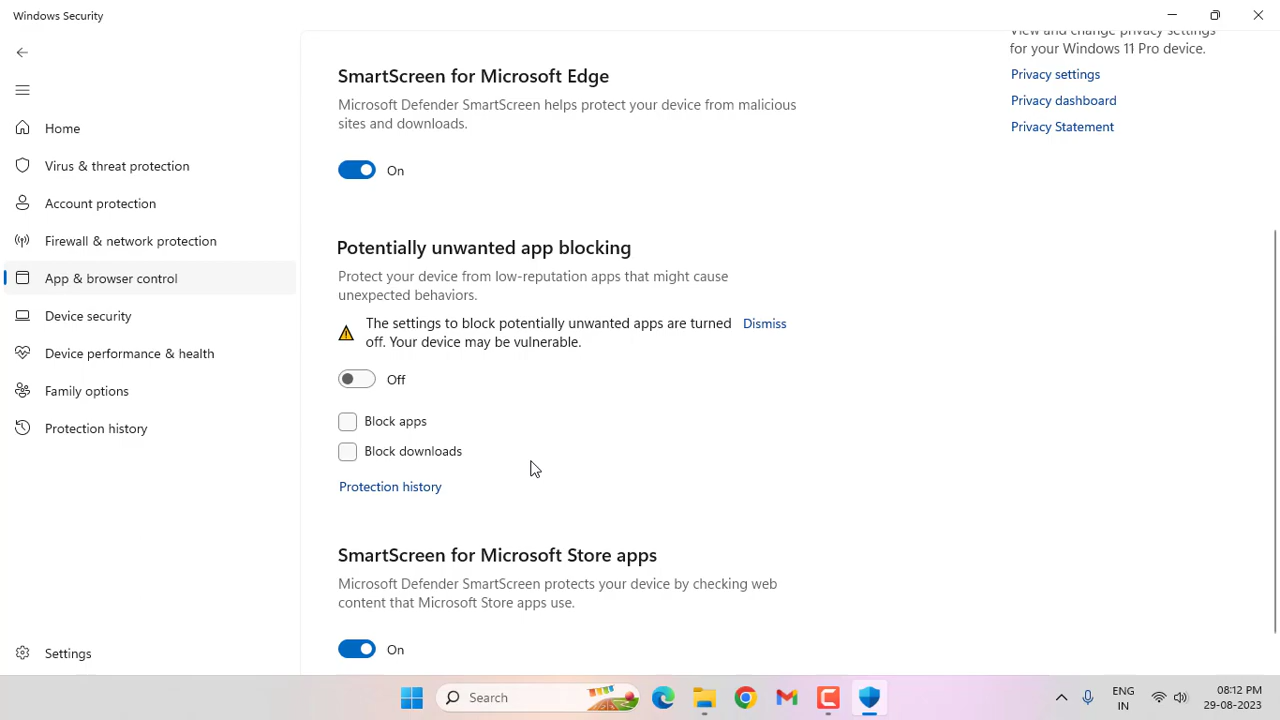 Windows Security
Home
Virus & threat protection
Account protection
Firewall & network protection
App & browser control
Device security
Device performance & health
Family options
Protection history
Settings
SmartScreen for Microsoft Edge
Microsoft Defender SmartScreen helps protect your device from malicious
sites and downloads.
On
Potentially unwanted app blocking
Protect your device from low-reputation apps that might cause
unexpected behaviors.
The settings to block potentially unwanted apps are turned Dismiss
off. Your device may be vulnerable.
Off
Block apps
Block downloads
Protection history
SmartScreen for Microsoft Store apps
Microsoft Defender SmartScreen protects your device by checking web
content that Microsoft Store apps use.
On
View and change privacy settings
for your Windows 11 Pro device.
Privacy settings
Privacy dashboard
Privacy Statement
Search
ENG
IN
08:12 PM
29-08-2023